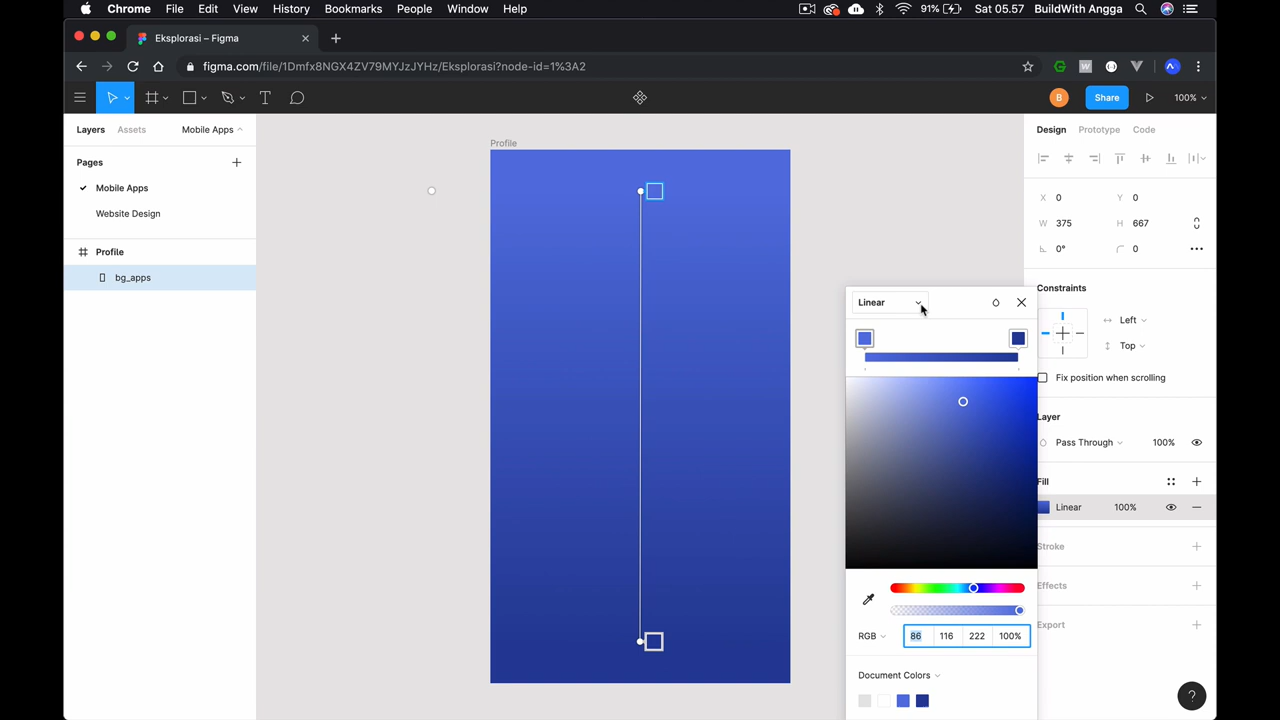 Chrome File Edit View History Bookmarks People Window Help 91% Sat 05.57 BuildWith Angga
Eksplorasi – Figma
figma.com/file/1Dmfx8NGX4ZV79MYJzJYHz/Eksplorasi?node-id=1%3A2
B Share 100%
Layers Assets Mobile Apps
Pages
Mobile Apps
Website Design
Profile
bg_apps
Profile
Design Prototype Code
X 0 Y 0
W 375 H 667
0° 0
Constraints
Left
Top
Fix position when scrolling
Layer
Pass Through 100%
Fill
Linear 100%
Stroke
Effects
Export
Linear
RGB 86 116 222 100%
Document Colors
?